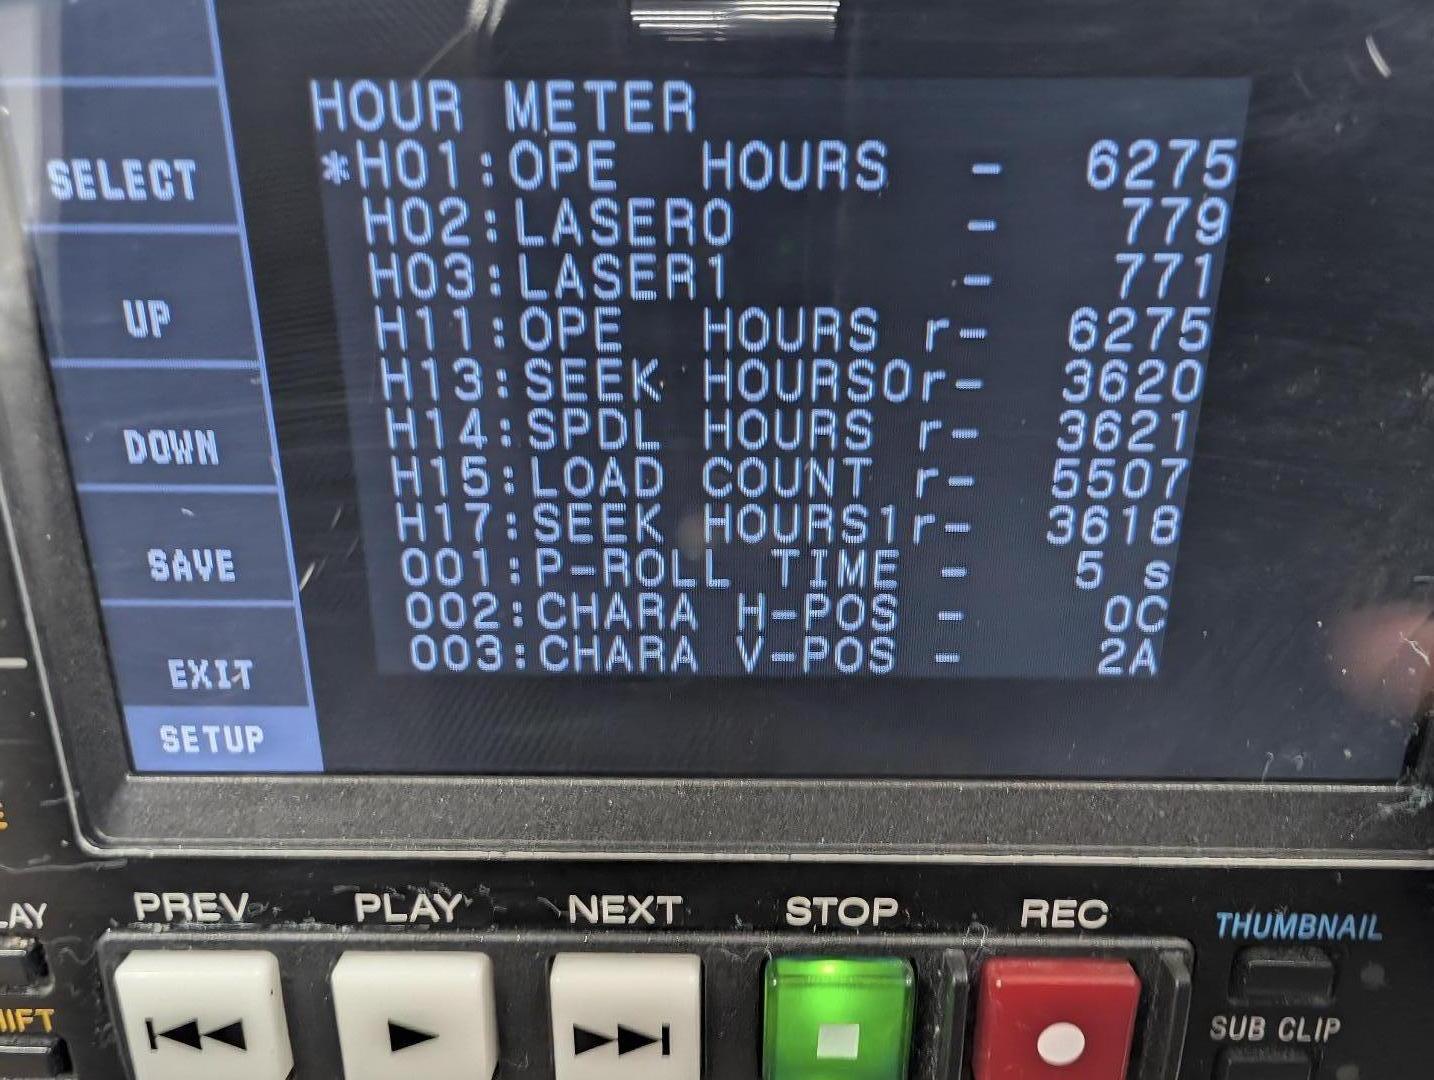 HOUR METER
*H01:OPE HOURS - 6275
H02:LASER0 - 779
H03:LASER1 - 771
H11:OPE HOURS r- 6275
H13:SEEK HOURS0r- 3620
H14:SPDL HOURS r- 3621
H15:LOAD COUNT r- 5507
H17:SEEK HOURS1r- 3618
001:P-ROLL TIME - 5 s
002:CHARA H-POS - 0C
003:CHARA V-POS - 2A
SELECT
UP
DOWN
SAVE
EXIT
SETUP
PREV
PLAY
NEXT
STOP
REC
THUMBNAIL
SUB CLIP